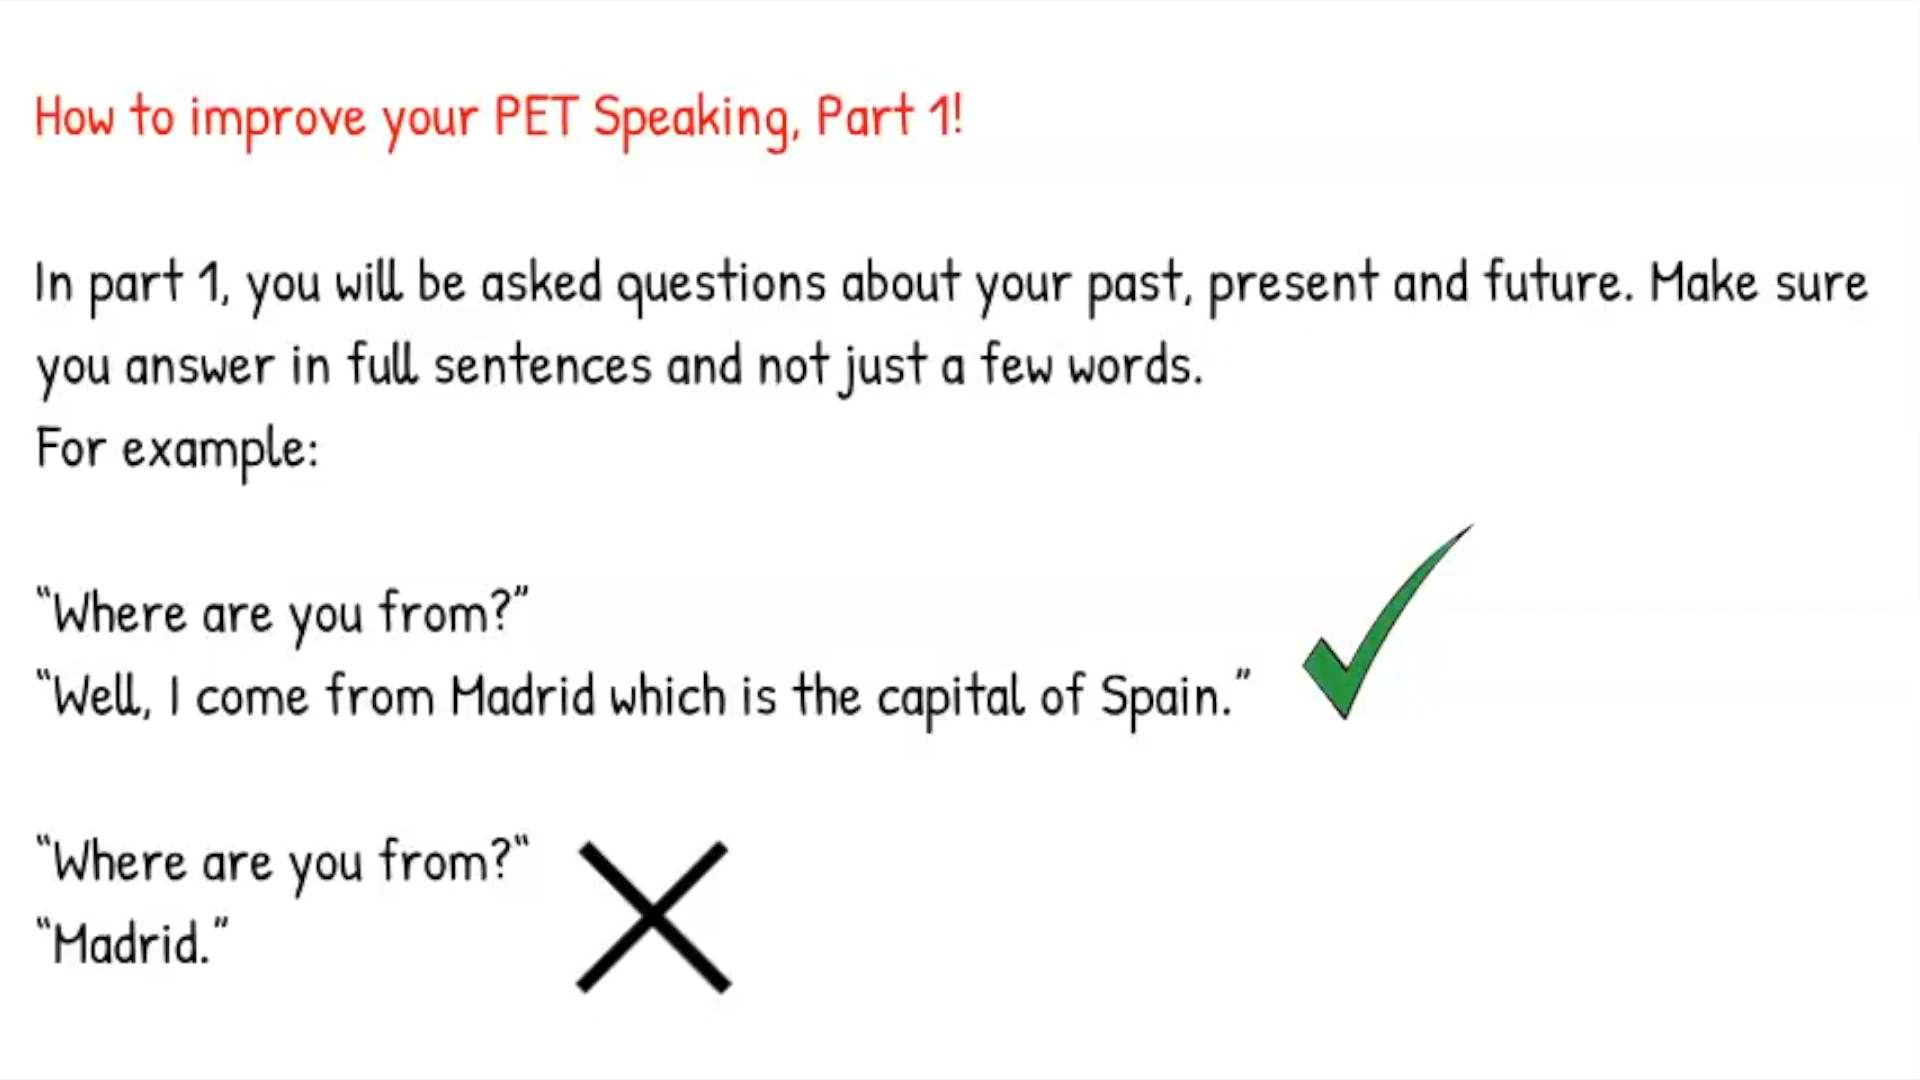 How to improve your PET Speaking, Part 1!
In part 1, you will be asked questions about your past, present and future. Make sure
you answer in full sentences and not just a few words.
For example:
“Where are you from?”
“Well, I come from Madrid which is the capital of Spain.”
“Where are you from?“
“Madrid.”